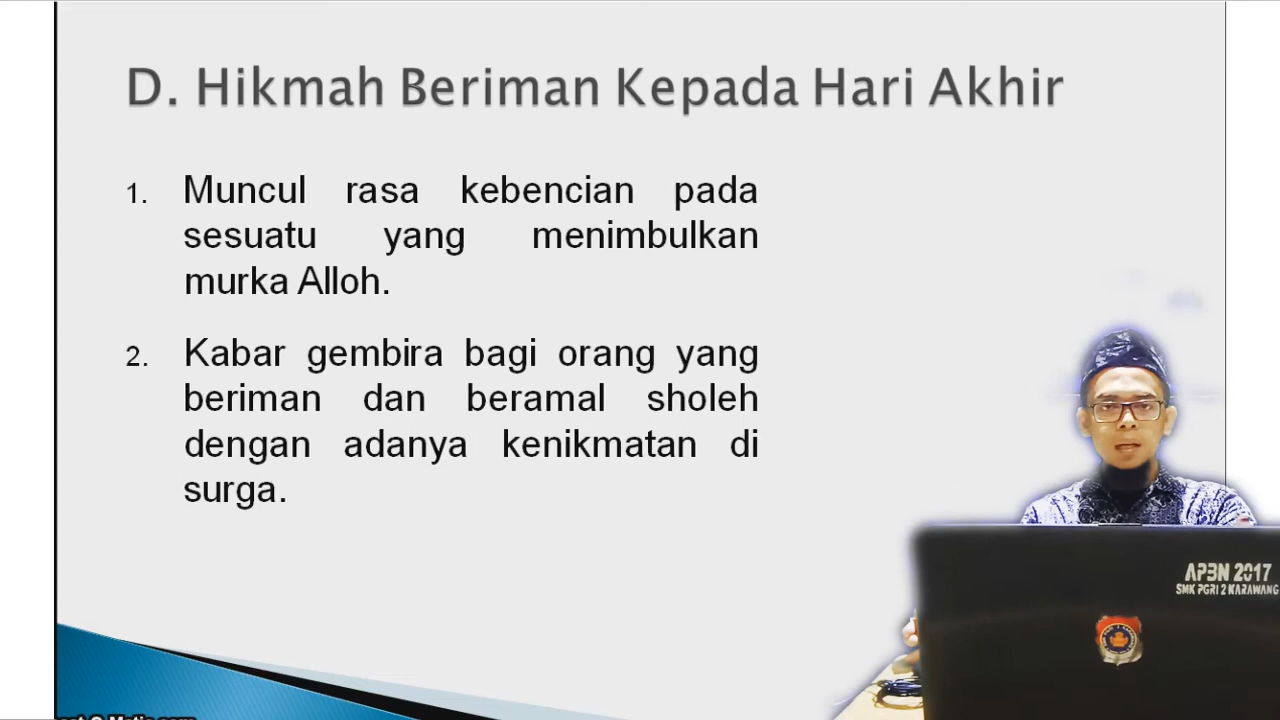 D. Hikmah Beriman Kepada Hari Akhir
1. Muncul rasa kebencian pada
sesuatu yang menimbulkan
murka Alloh.
2. Kabar gembira bagi orang yang
beriman dan beramal sholeh
dengan adanya kenikmatan di
surga.
APBN 2017
SMK PGRI 2 KARAWANG